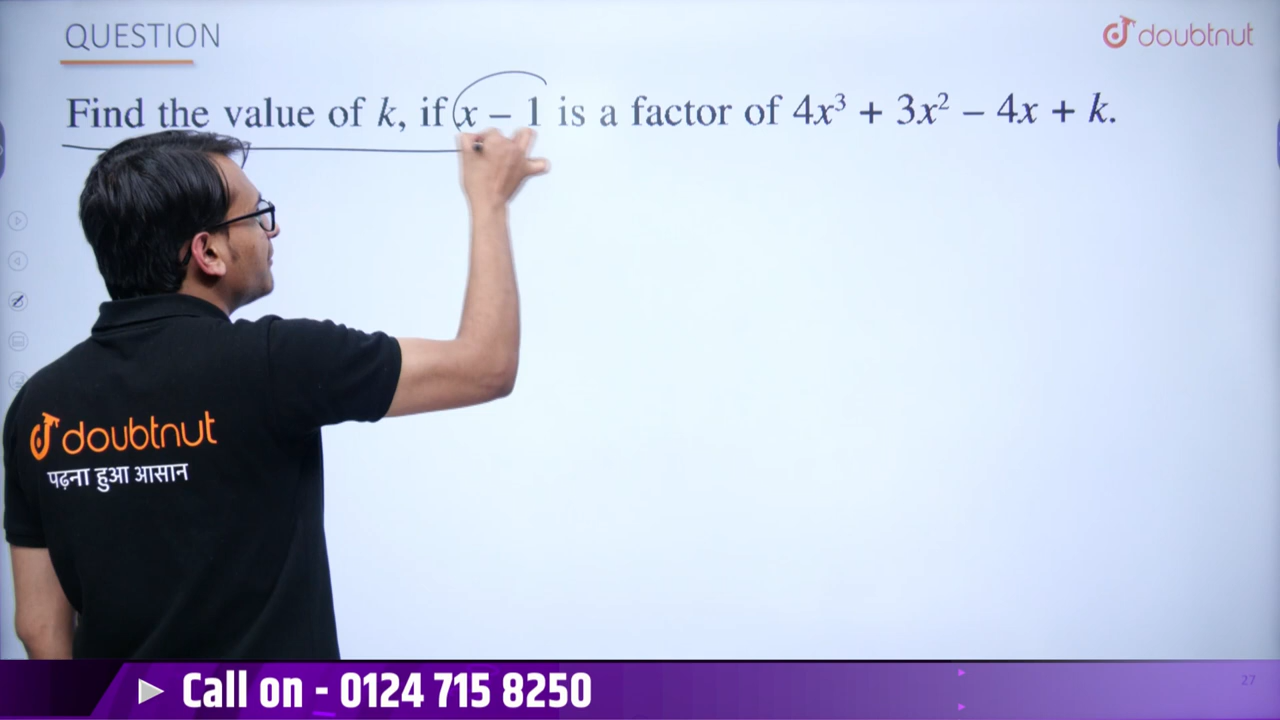 QUESTION
doubtnut
Find the value of k, if x – 1 is a factor of 4x³ + 3x² – 4x + k.
doubtnut
पढ़ना हुआ आसान
Call on - 0124 715 8250
27